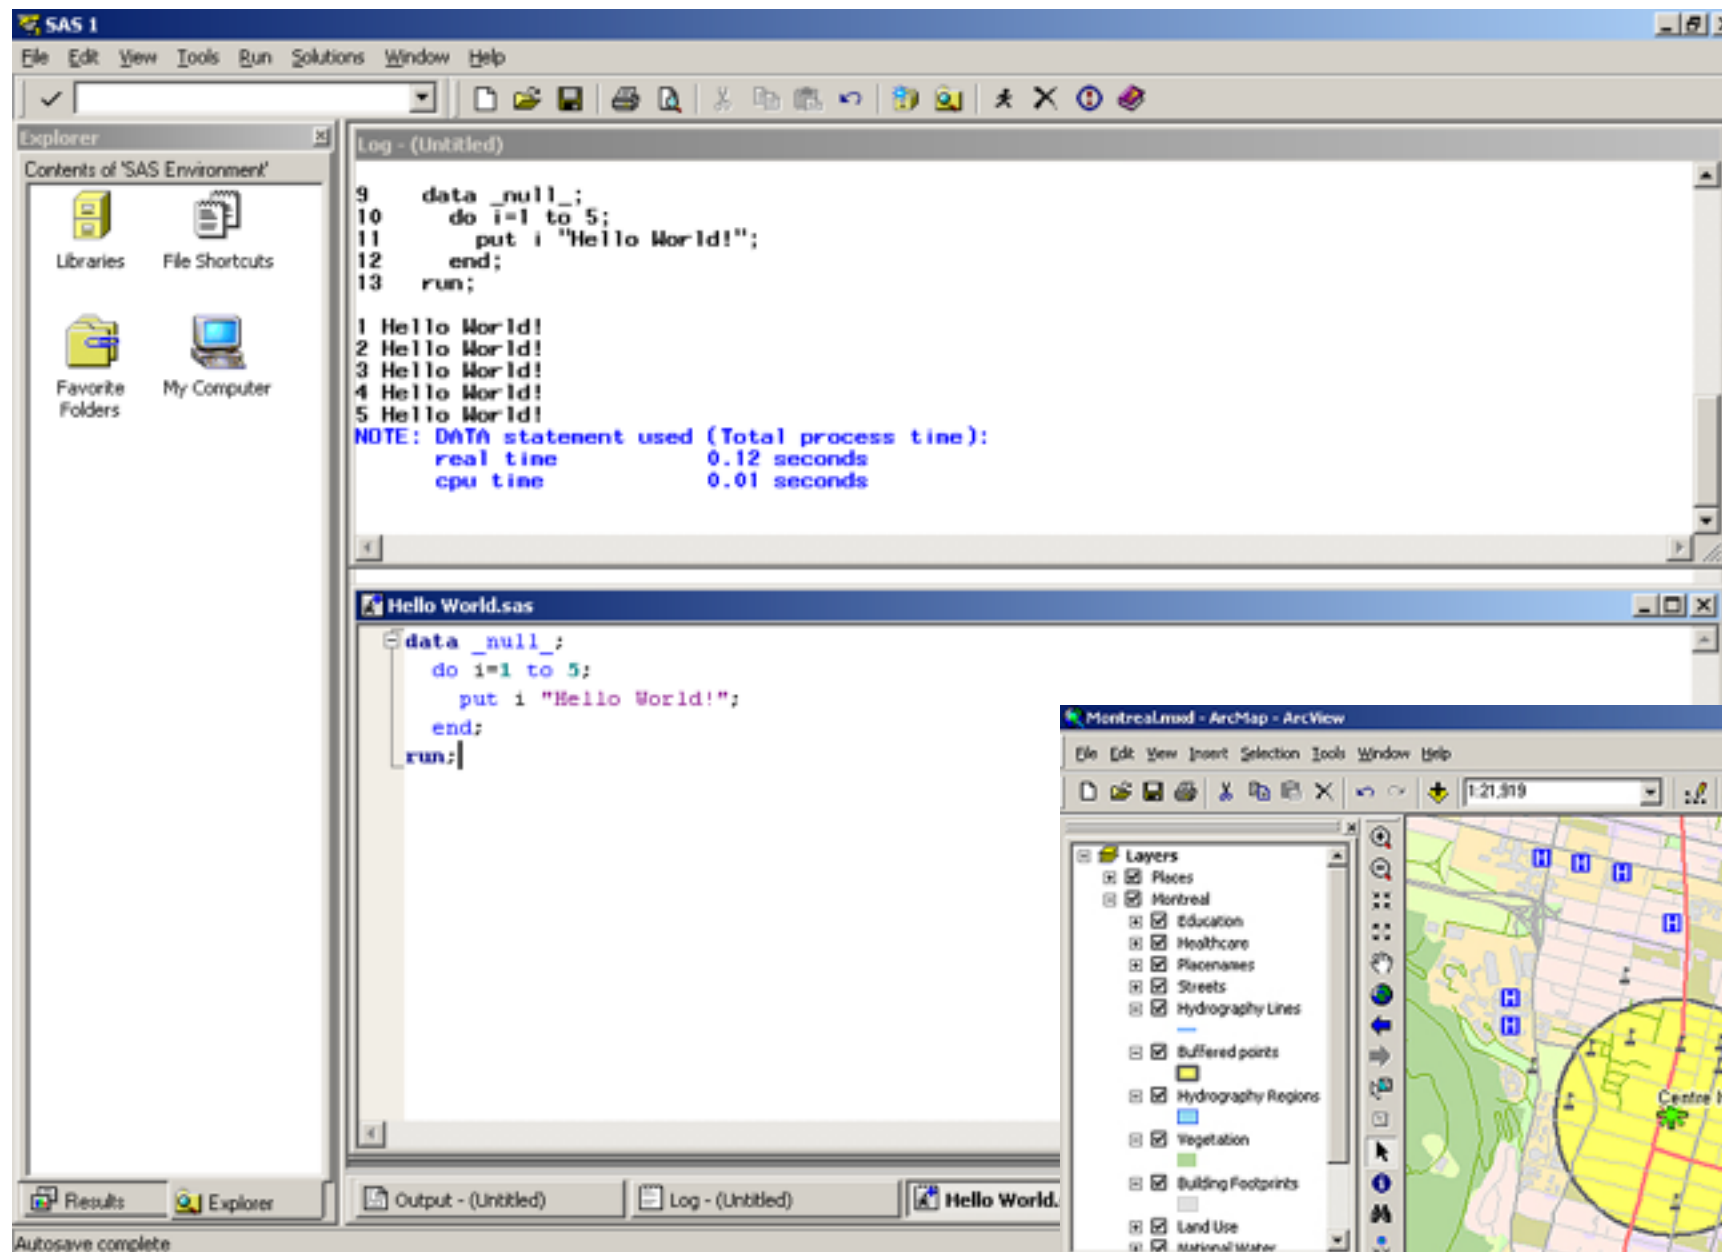 SAS 1
File Edit View Tools Run Solutions Window Help
Explorer
Contents of 'SAS Environment'
Libraries File Shortcuts
Favorite Folders My Computer
Log - (Untitled)
9 data _null_;
10 do i=1 to 5;
11 put i "Hello World!";
12 end;
13 run;
1 Hello World!
2 Hello World!
3 Hello World!
4 Hello World!
5 Hello World!
NOTE: DATA statement used (Total process time):
real time 0.12 seconds
cpu time 0.01 seconds
Hello World.sas
data _null_;
do i=1 to 5;
put i "Hello World!";
end;
run;
Results Explorer
Output - (Untitled) Log - (Untitled) Hello World.
Autosave complete
Montreal.mxd - ArcMap - ArcView
File Edit View Insert Selection Tools Window Help
1:21,919
Layers
Places
Montreal
Education
Healthcare
Placenames
Streets
Hydrography Lines
Buffered points
Hydrography Regions
Vegetation
Building Footprints
Land Use
National Water
H H H
H
H
H
Centre